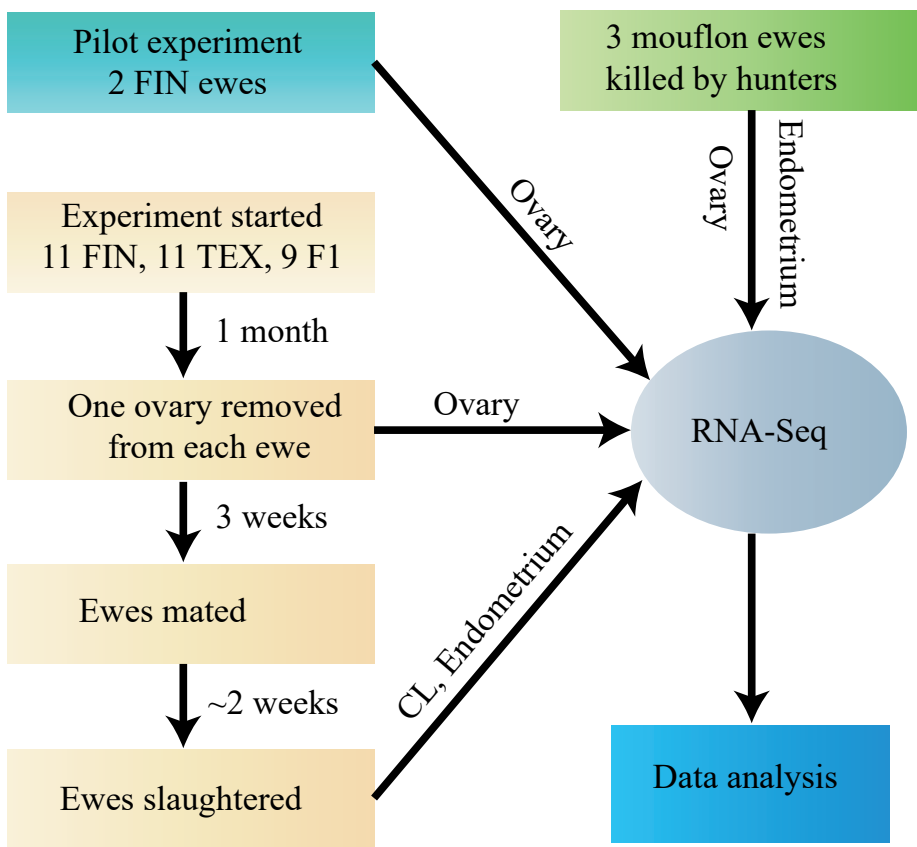 Pilot experiment
2 FIN ewes
3 mouflon ewes
killed by hunters
Ovary
Endometrium
Ovary
Experiment started
11 FIN, 11 TEX, 9 F1
1 month
One ovary removed
from each ewe
Ovary
RNA-Seq
3 weeks
Ewes mated
CL, Endometrium
~2 weeks
Ewes slaughtered
Data analysis